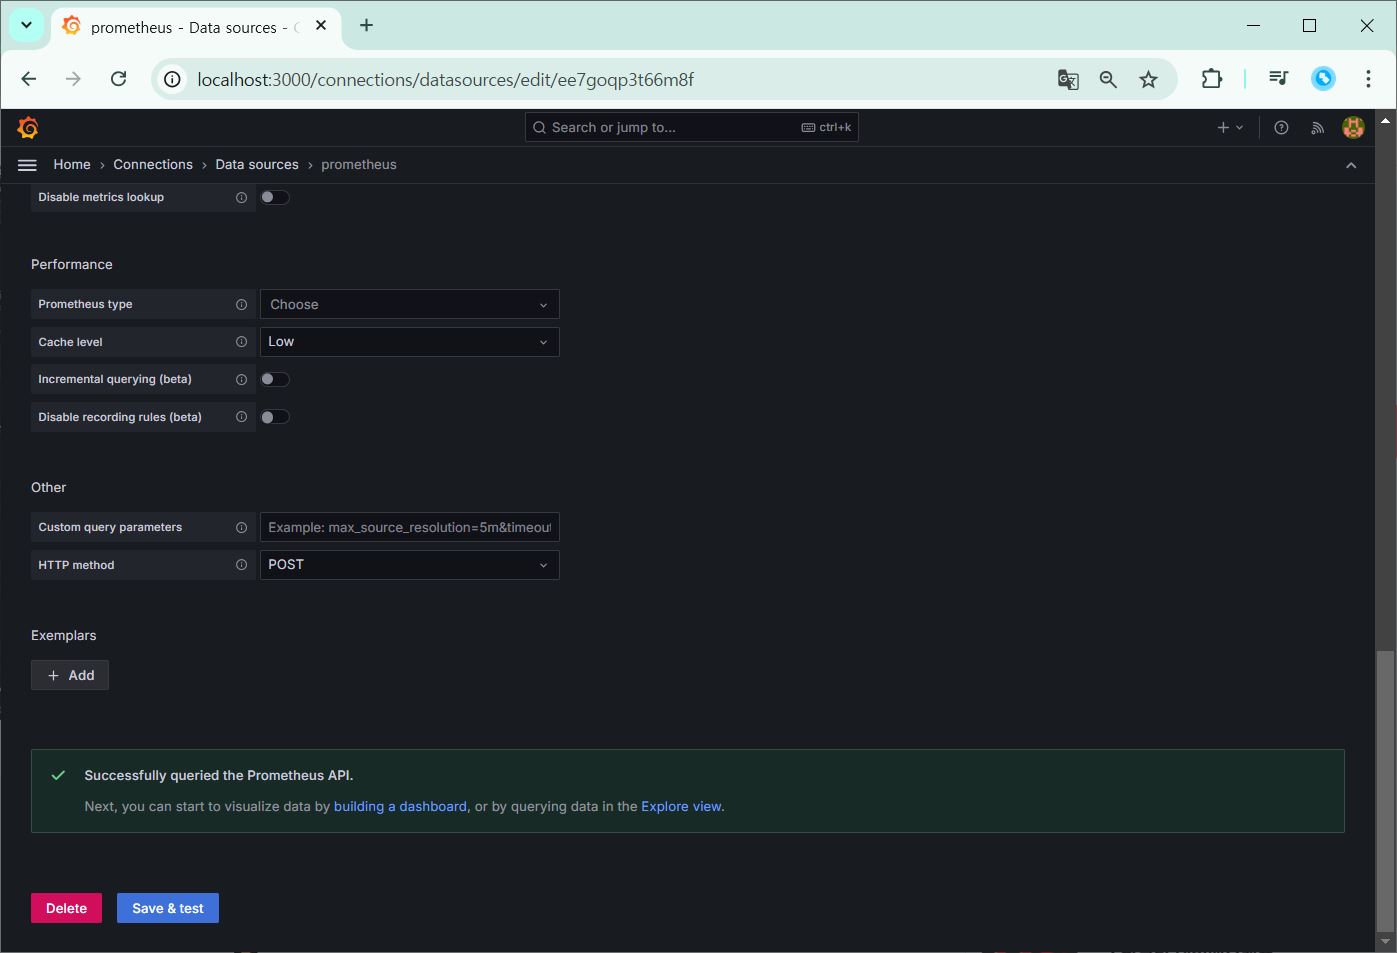 prometheus - Data sources -
localhost:3000/connections/datasources/edit/ee7goqp3t66m8f
Search or jump to...
ctrl+k
Home › Connections › Data sources › prometheus
Disable metrics lookup
Performance
Prometheus type
Choose
Cache level
Low
Incremental querying (beta)
Disable recording rules (beta)
Other
Custom query parameters
Example: max_source_resolution=5m&timeout
HTTP method
POST
Exemplars
+ Add
Successfully queried the Prometheus API.
Next, you can start to visualize data by building a dashboard, or by querying data in the Explore view.
Delete
Save & test